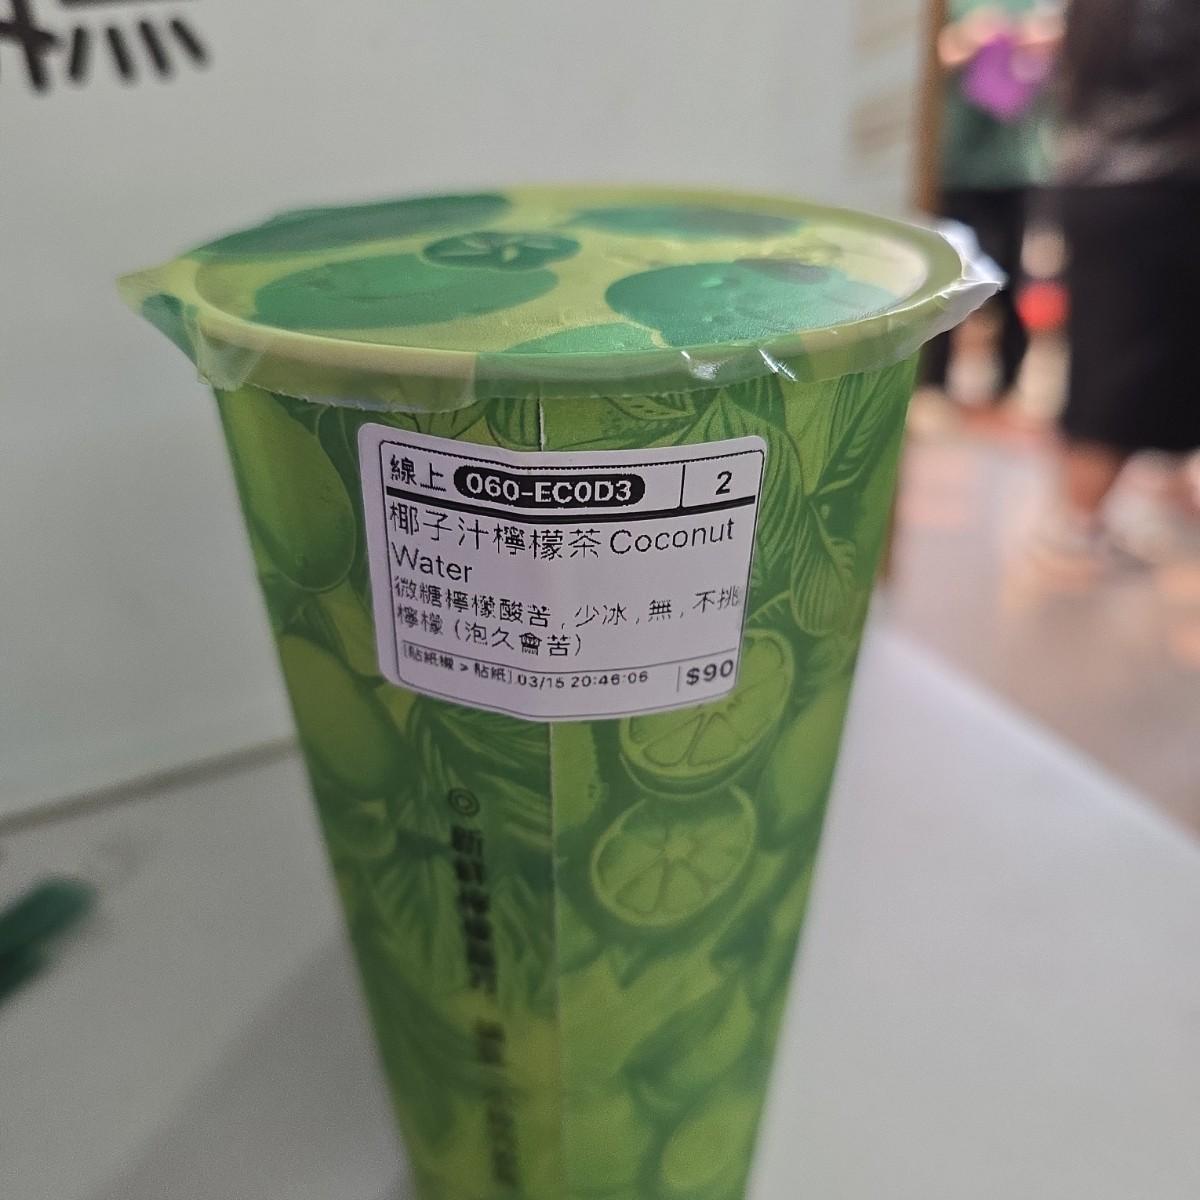 線上 060-EC0D3 2
椰子汁檸檬茶 Coconut
Water
微糖檸檬酸苦, 少冰, 無, 不挑
檸檬 (泡久會苦)
[貼紙機 > 貼紙] 03/15 20:46:06 $90